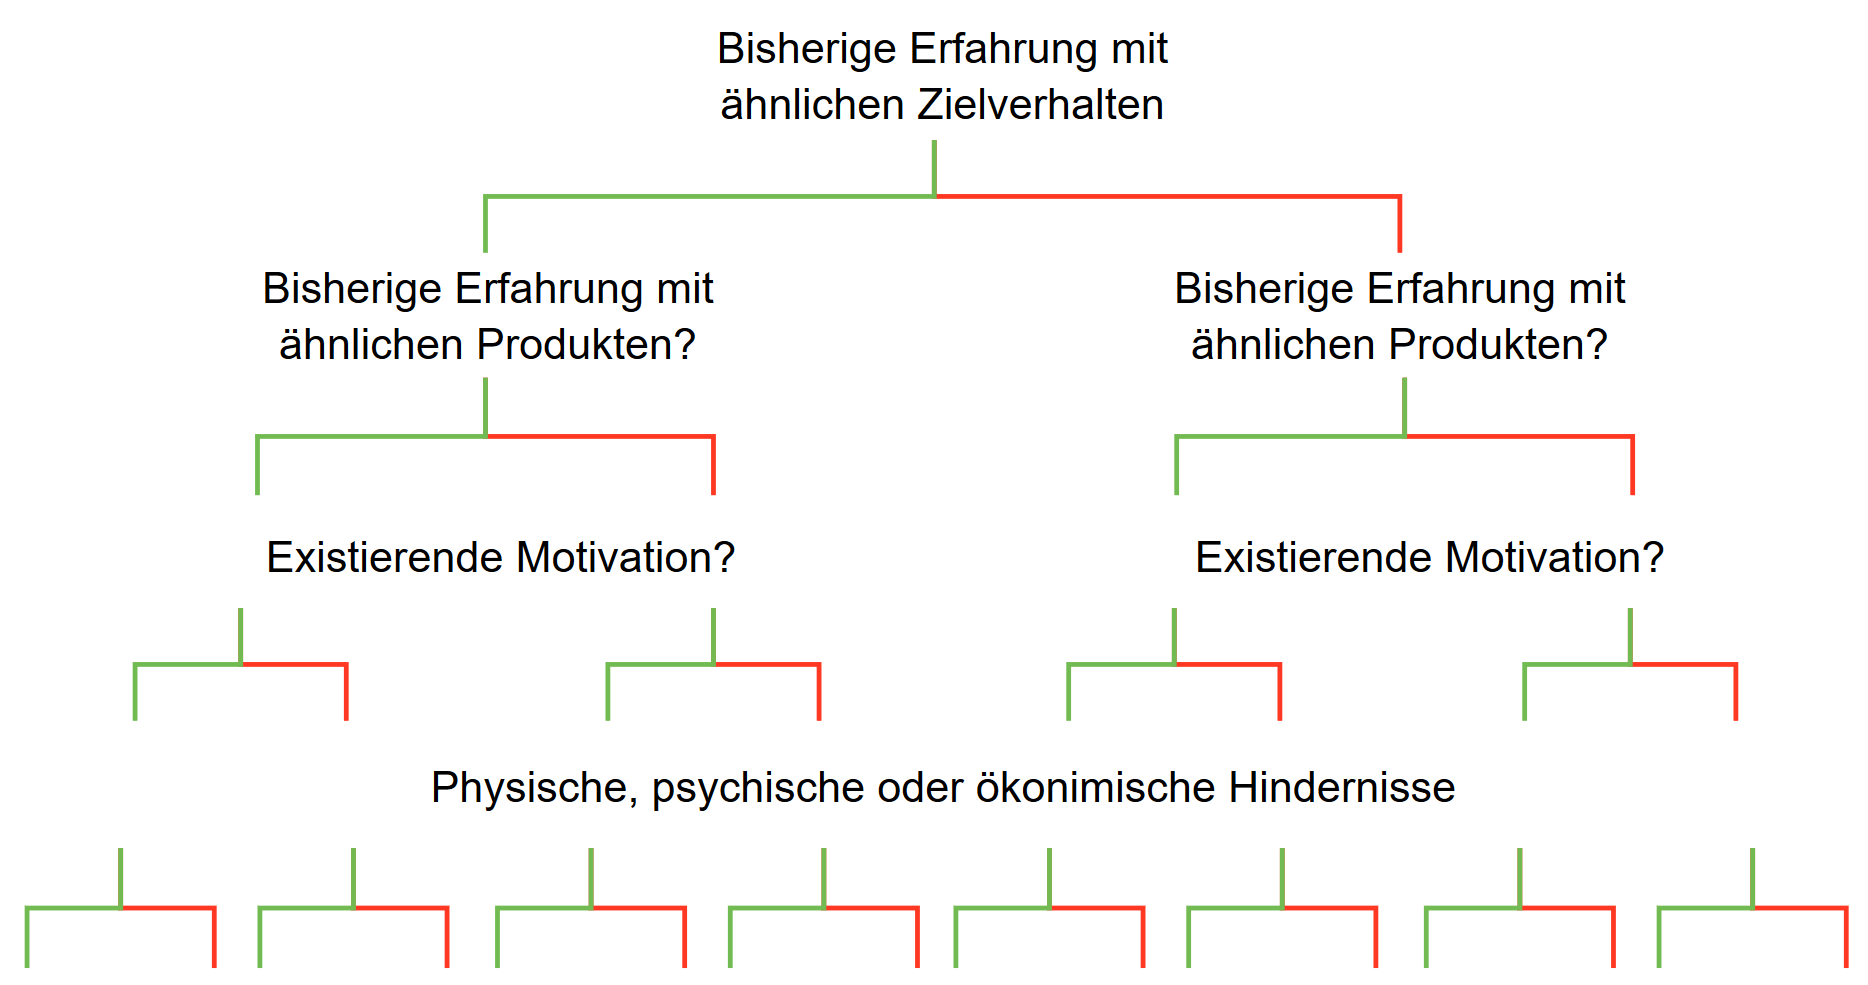 Bisherige Erfahrung mit
ähnlichen Zielverhalten
Bisherige Erfahrung mit
ähnlichen Produkten?
Bisherige Erfahrung mit
ähnlichen Produkten?
Existierende Motivation?
Existierende Motivation?
Physische, psychische oder ökonimische Hindernisse